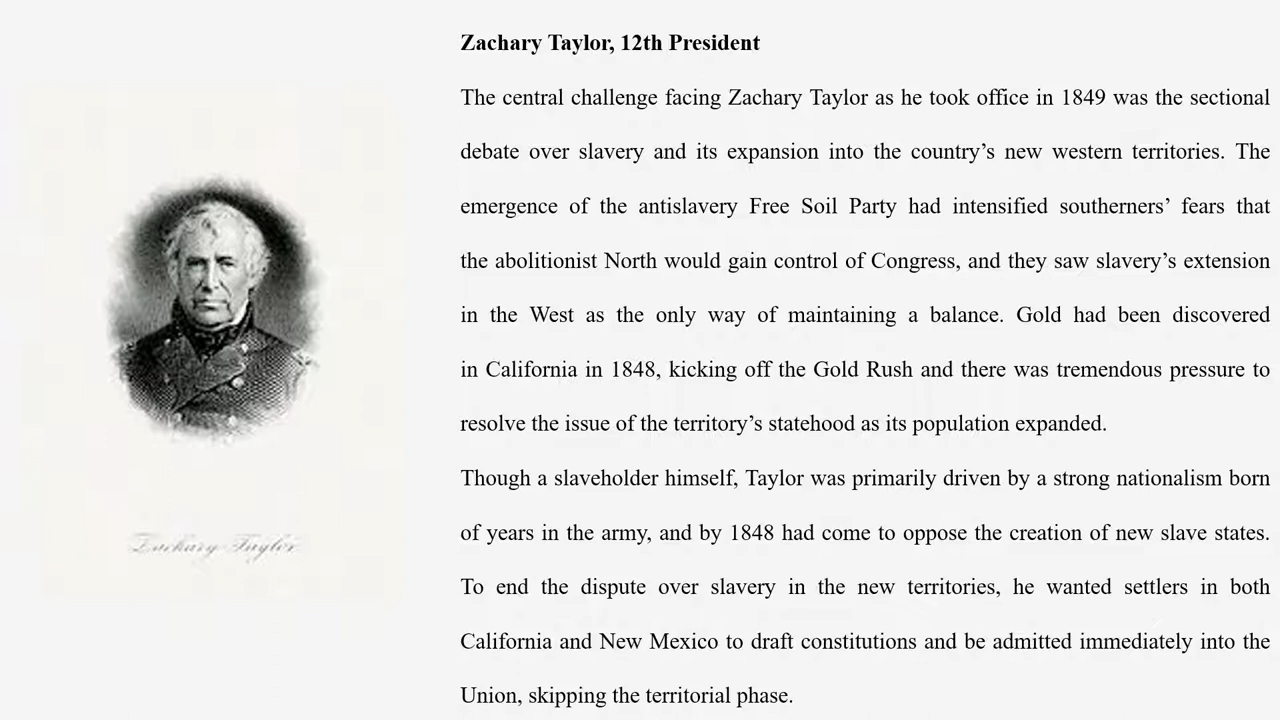 Zachary Taylor, 12th President
The central challenge facing Zachary Taylor as he took office in 1849 was the sectional
debate over slavery and its expansion into the country’s new western territories. The
emergence of the antislavery Free Soil Party had intensified southerners’ fears that
the abolitionist North would gain control of Congress, and they saw slavery’s extension
in the West as the only way of maintaining a balance. Gold had been discovered
in California in 1848, kicking off the Gold Rush and there was tremendous pressure to
resolve the issue of the territory’s statehood as its population expanded.
Though a slaveholder himself, Taylor was primarily driven by a strong nationalism born
of years in the army, and by 1848 had come to oppose the creation of new slave states.
To end the dispute over slavery in the new territories, he wanted settlers in both
California and New Mexico to draft constitutions and be admitted immediately into the
Union, skipping the territorial phase.
Zachary Taylor